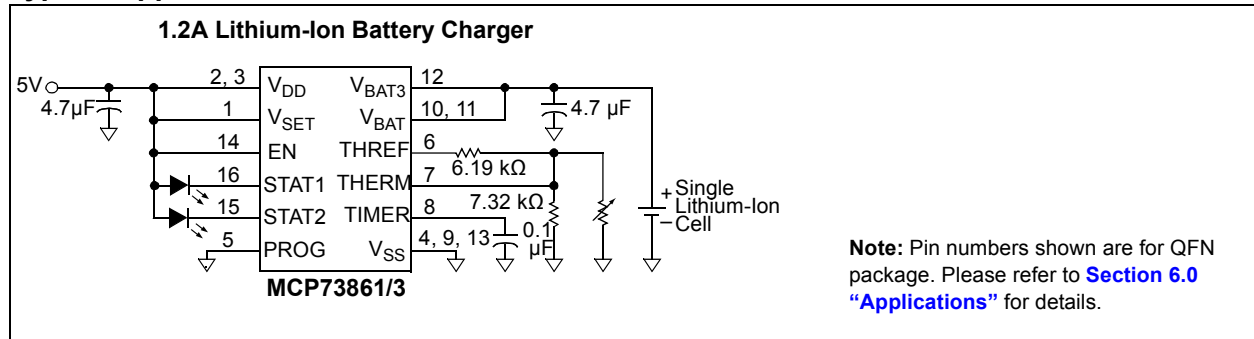 1.2A Lithium-Ion Battery Charger
5V
4.7µF
2, 3
1
14
16
15
5
VDD
VSET
EN
STAT1
STAT2
PROG
VBAT3
VBAT
THREF
THERM
TIMER
VSS
12
10, 11
6
7
8
4, 9, 13
MCP73861/3
6.19 kΩ
7.32 kΩ
0.1
µF
4.7 µF
+ Single
Lithium-Ion
– Cell
Note: Pin numbers shown are for QFN
package. Please refer to Section 6.0
“Applications” for details.